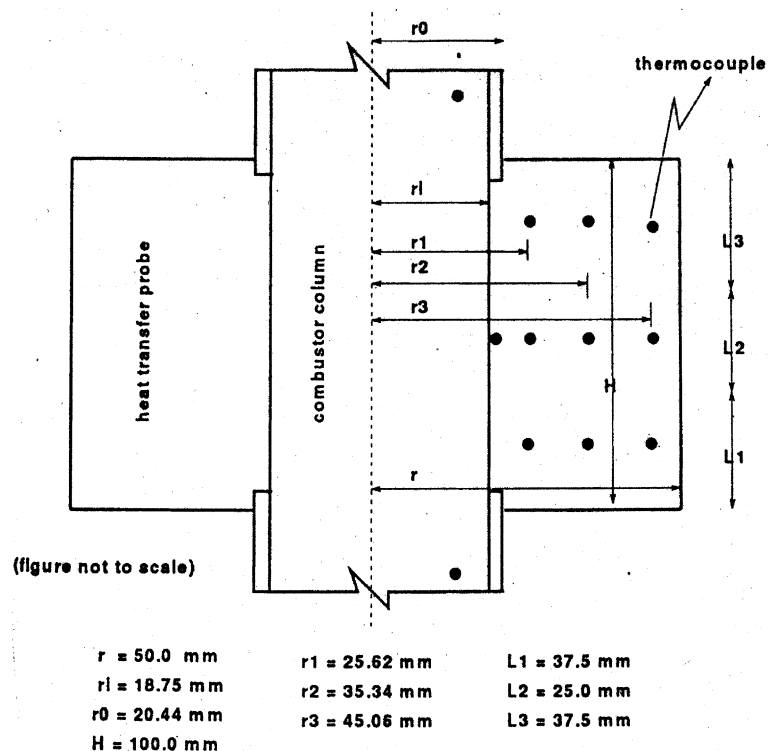 r0
thermocouple
ri
r1
r2
r3
H
r
L3
L2
L1
heat transfer probe
combustor column
(figure not to scale)
r = 50.0 mm
ri = 18.75 mm
r0 = 20.44 mm
H = 100.0 mm
r1 = 25.62 mm
r2 = 35.34 mm
r3 = 45.06 mm
L1 = 37.5 mm
L2 = 25.0 mm
L3 = 37.5 mm